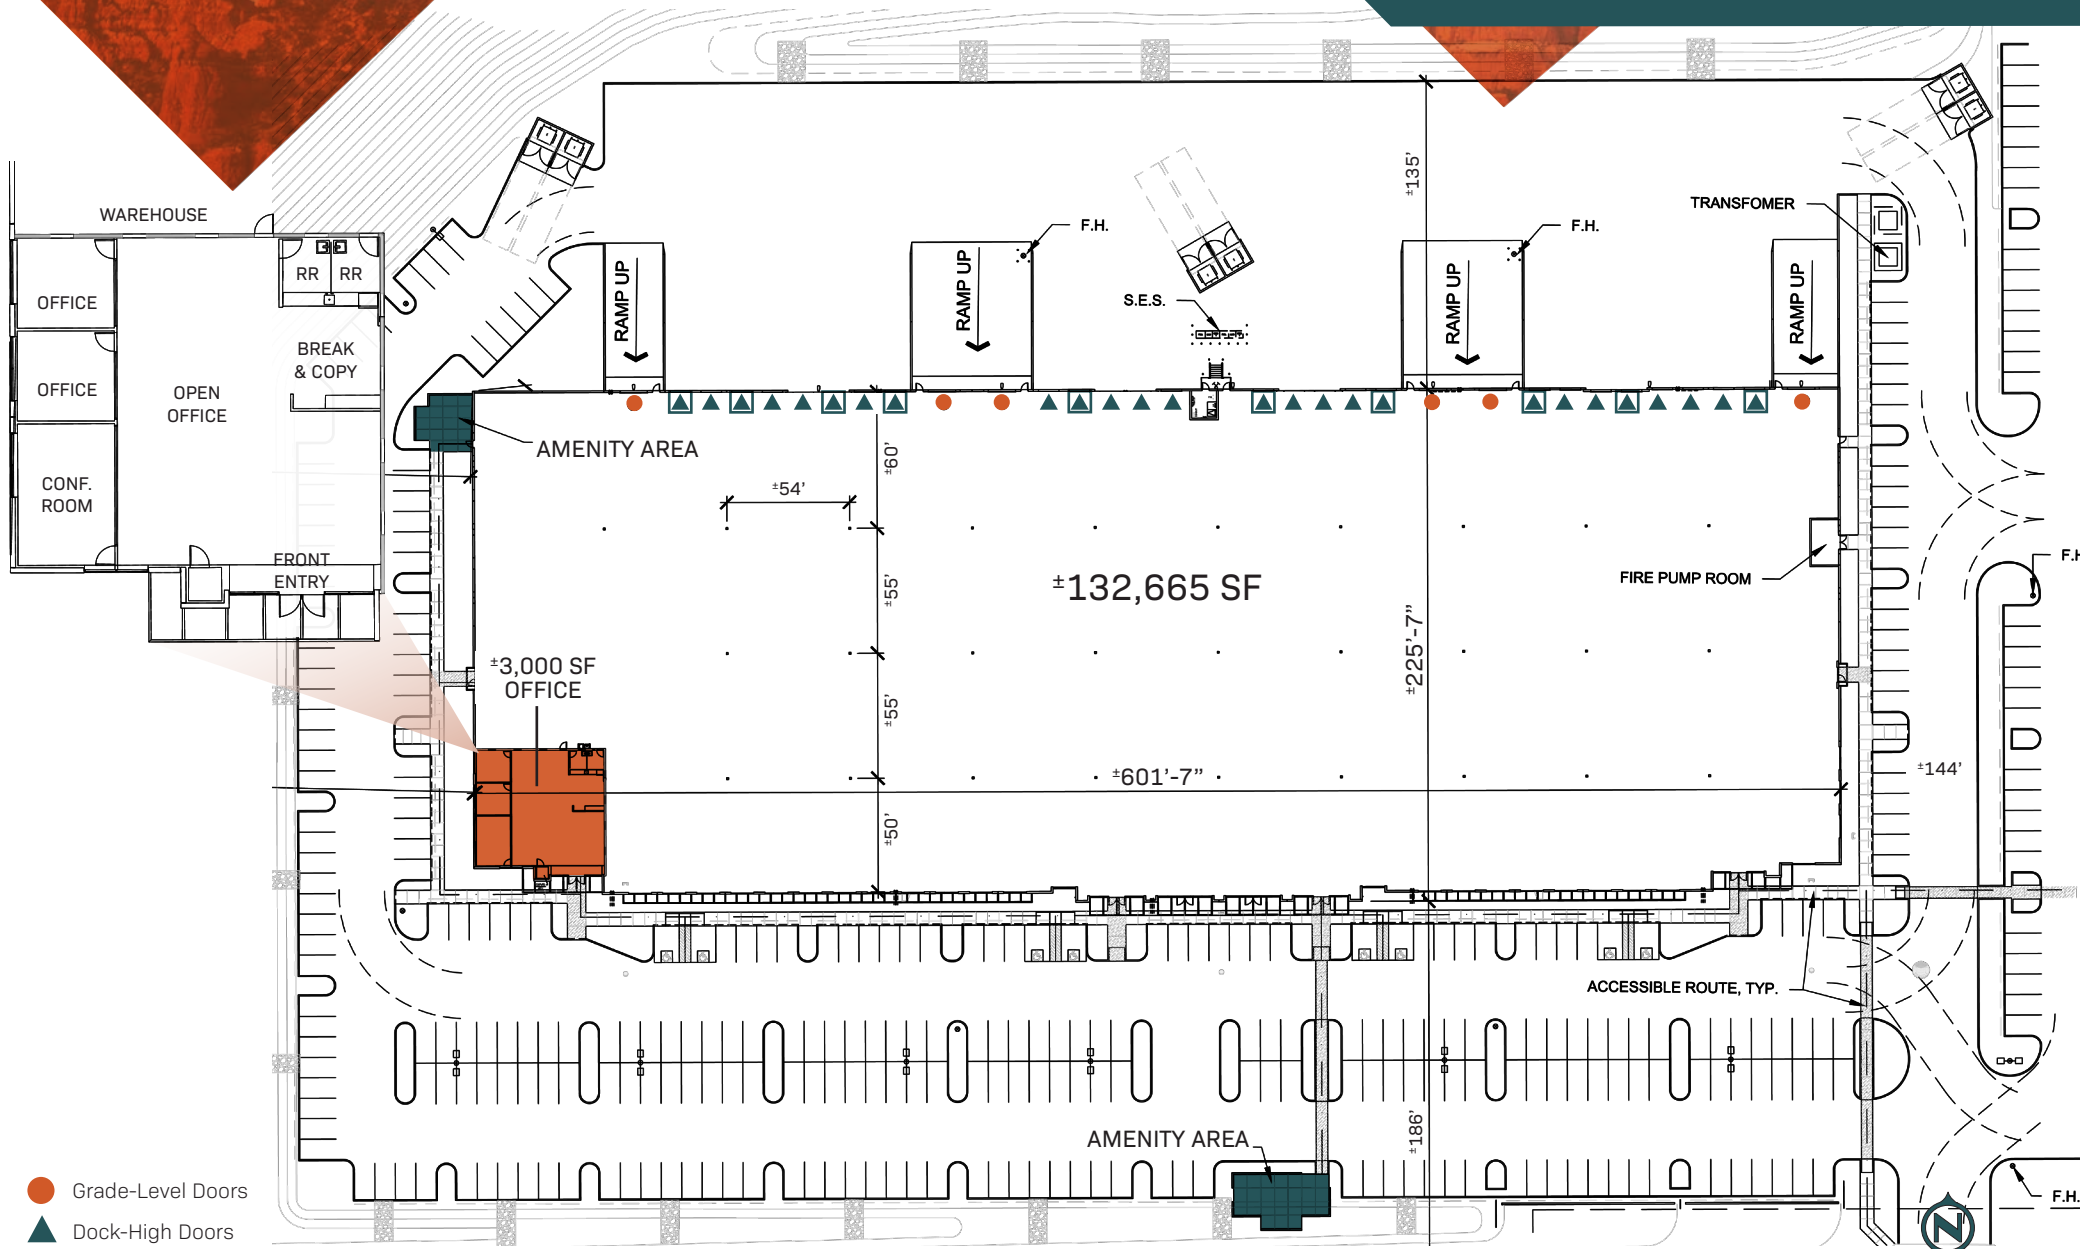 WAREHOUSE
OFFICE
OFFICE
CONF.
ROOM
OPEN
OFFICE
RR
RR
BREAK
& COPY
FRONT
ENTRY
RAMP UP
RAMP UP
F.H.
S.E.S.
±135'
RAMP UP
F.H.
TRANSFOMER
RAMP UP
AMENITY AREA
±60'
±54'
±55'
±132,665 SF
±225'-7"
FIRE PUMP ROOM
F.H
±3,000 SF
OFFICE
±55'
±601'-7"
±144'
±50'
ACCESSIBLE ROUTE, TYP.
AMENITY AREA
±186'
F.H.
N
Grade-Level Doors
Dock-High Doors